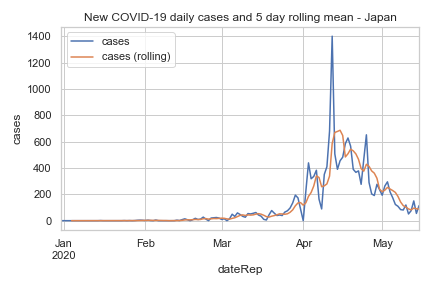 New COVID-19 daily cases and 5 day rolling mean - Japan
cases
cases (rolling)
1400
1200
1000
800
600
400
200
0
cases
Jan
2020
Feb
Mar
Apr
May
dateRep